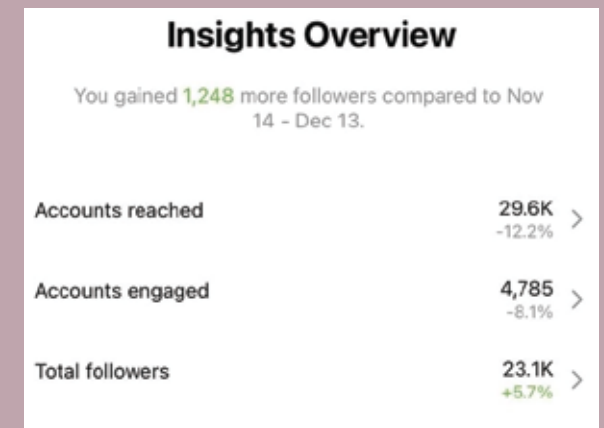 Insights Overview
You gained 1,248 more followers compared to Nov
14 - Dec 13.
Accounts reached
29.6K
-12.2%
Accounts engaged
4,785
-8.1%
Total followers
23.1K
+5.7%